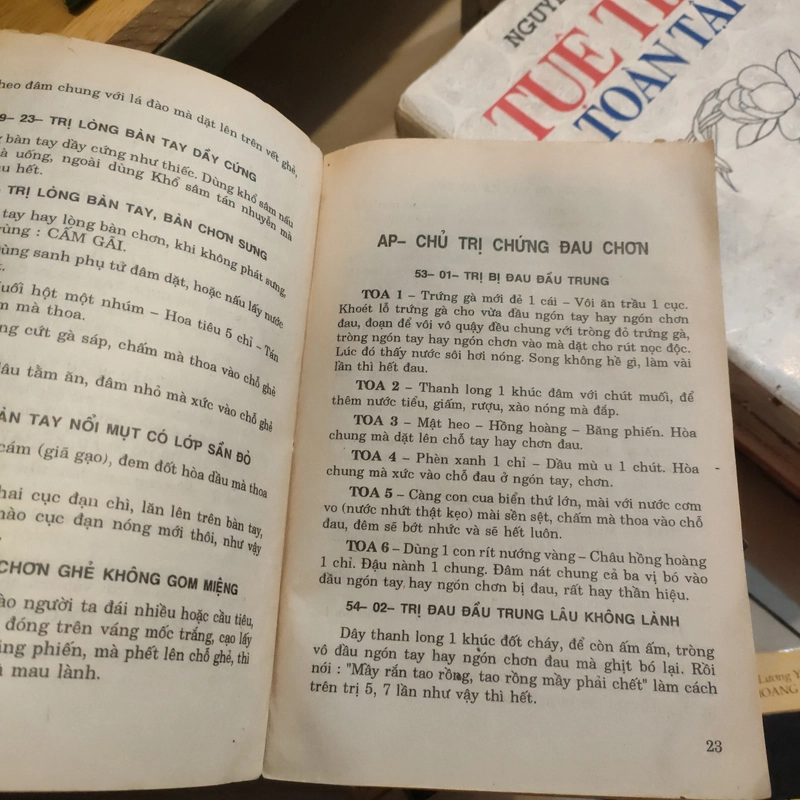 heo đâm chung với lá đào mà dặt lên trên vết ghẻ,
9– 23– TRỊ LÒNG BÀN TAY DẦY CỨNG
bàn tay dầy cứng như thiếc. Dùng khổ sâm nấu
à uống, ngoài dùng Khổ sâm tán nhuyễn mà
u hết.
– TRỊ LÒNG BÀN TAY, BÀN CHƠN SƯNG
tay hay lòng bàn chơn, khi không phát sưng,
ùng : CẨM GÂI.
ùng sanh phụ tử đâm dặt, hoặc nấu lấy nước
t.
uối hột một nhúm – Hoa tiêu 5 chỉ – Tán
m mà thoa.
g cứt gà sáp, chấm mà thoa vào chỗ ghẻ
lâu tằm ăn, đâm nhỏ mà xức vào chỗ ghẻ
ÀN TAY NỔI MỤT CÓ LỚP SẨN ĐỎ
cám (giã gạo), đem đốt hòa dầu mà thoa
hai cục đạn chì, lăn lên trên bàn tay,
nào cục đạn nóng mới thôi, như vậy
CHƠN GHẺ KHÔNG GOM MIỆNG
ào người ta đái nhiều hoặc cầu tiêu,
đóng trên váng mốc trắng, cạo lấy
ng phiến, mà phết lên chỗ ghẻ, thì
à mau lành.
AP– CHỦ TRỊ CHỨNG ĐAU CHƠN
53– 01– TRỊ BỊ ĐAU ĐẦU TRUNG
TOA 1 – Trứng gà mới đẻ 1 cái – Vôi ăn trầu 1 cục.
Khoét lỗ trứng gà cho vừa đầu ngón tay hay ngón chơn
đau, đoạn để vôi vô quậy đều chung với tròng đỏ trứng gà,
tròng ngón tay hay ngón chơn vào mà dặt cho rút nọc độc.
Lúc đó thấy nước sôi hơi nóng. Song không hề gì, làm vài
lần thì hết đau.
TOA 2 – Thanh long 1 khúc đâm với chút muối, để
thêm nước tiểu, giấm, rượu, xào nóng mà đắp.
TOA 3 – Mật heo – Hồng hoàng – Băng phiến. Hòa
chung mà dặt lên chỗ tay hay chơn đau.
TOA 4 – Phèn xanh 1 chỉ – Dầu mù u 1 chút. Hòa
chung mà xức vào chỗ đau ở ngón tay, chơn.
TOA 5 – Càng con cua biển thứ lớn, mài với nước cơm
vo (nước nhứt thật kẹo) mài sền sệt, chấm mà thoa vào chỗ
đau, đêm sẽ bớt nhức và sẽ hết luôn.
TOA 6 – Dùng 1 con rít nướng vàng – Châu hồng hoàng
1 chỉ. Đậu nành 1 chung. Đâm nát chung cả ba vị bó vào
đầu ngón tay hay ngón chơn bị đau, rất hay thần hiệu.
54– 02– TRỊ ĐAU ĐẦU TRUNG LÂU KHÔNG LÀNH
Dây thanh long 1 khúc đốt cháy, để còn ấm ấm, tròng
vô đầu ngón tay hay ngón chơn đau mà ghịt bó lại. Rồi
nói : "Mầy rắn tao rồng, tao rồng mầy phải chết" làm cách
trên trị 5, 7 lần như vậy thì hết.
23
NGUY
TUỆ T
TOÀN TẬ
Lương Y
HOANG